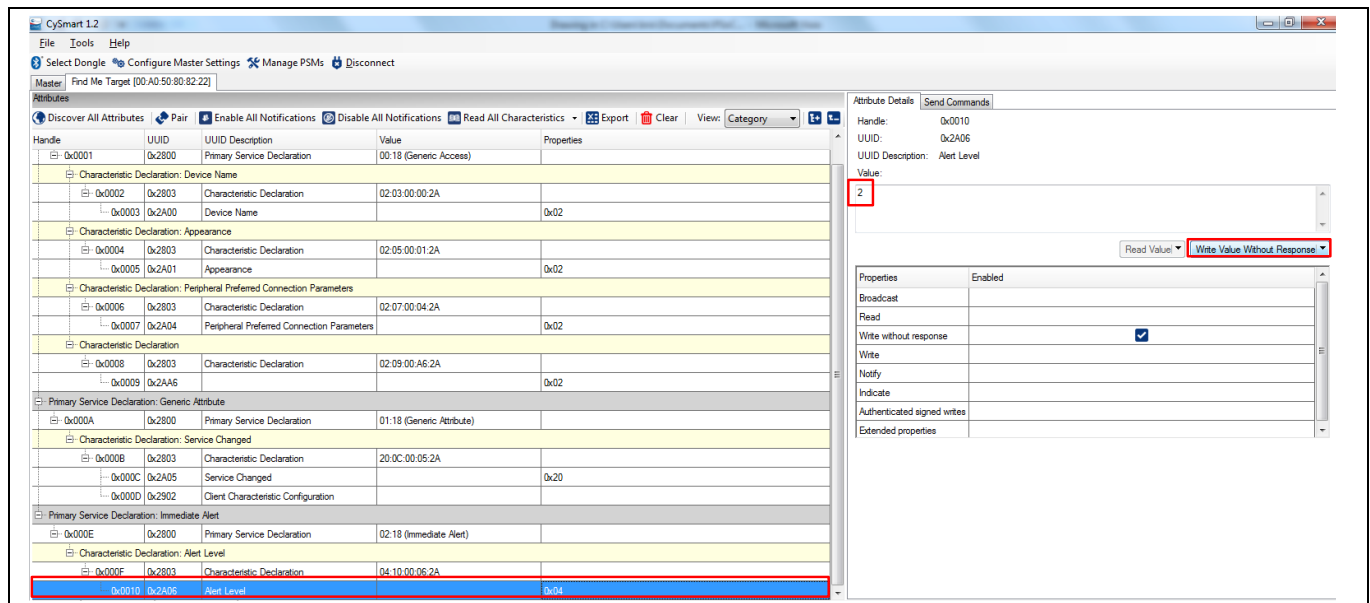 CySmart 1.2
File Tools Help
Select Dongle Configure Master Settings Manage PSMs Disconnect
Master Find Me Target [00:A0:50:80:82:22]
Attributes
Discover All Attributes Pair Enable All Notifications Disable All Notifications Read All Characteristics Export Clear View: Category
Handle UUID UUID Description Value Properties
0x0001 0x2800 Primary Service Declaration 00:18 (Generic Access)
Characteristic Declaration: Device Name
0x0002 0x2803 Characteristic Declaration 02:03:00:00:2A
0x0003 0x2A00 Device Name 0x02
Characteristic Declaration: Appearance
0x0004 0x2803 Characteristic Declaration 02:05:00:01:2A
0x0005 0x2A01 Appearance 0x02
Characteristic Declaration: Peripheral Preferred Connection Parameters
0x0006 0x2803 Characteristic Declaration 02:07:00:04:2A
0x0007 0x2A04 Peripheral Preferred Connection Parameters 0x02
Characteristic Declaration
0x0008 0x2803 Characteristic Declaration 02:09:00:A6:2A
0x0009 0x2AA6 0x02
Primary Service Declaration: Generic Attribute
0x000A 0x2800 Primary Service Declaration 01:18 (Generic Attribute)
Characteristic Declaration: Service Changed
0x000B 0x2803 Characteristic Declaration 20:0C:00:05:2A
0x000C 0x2A05 Service Changed 0x20
0x000D 0x2902 Client Characteristic Configuration
Primary Service Declaration: Immediate Alert
0x000E 0x2800 Primary Service Declaration 02:18 (Immediate Alert)
Characteristic Declaration: Alert Level
0x000F 0x2803 Characteristic Declaration 04:10:00:06:2A
0x0010 0x2A06 Alert Level 0x04
Attribute Details Send Commands
Handle: 0x0010
UUID: 0x2A06
UUID Description: Alert Level
Value:
2
Read Value Write Value Without Response
Properties Enabled
Broadcast
Read
Write without response
Write
Notify
Indicate
Authenticated signed writes
Extended properties